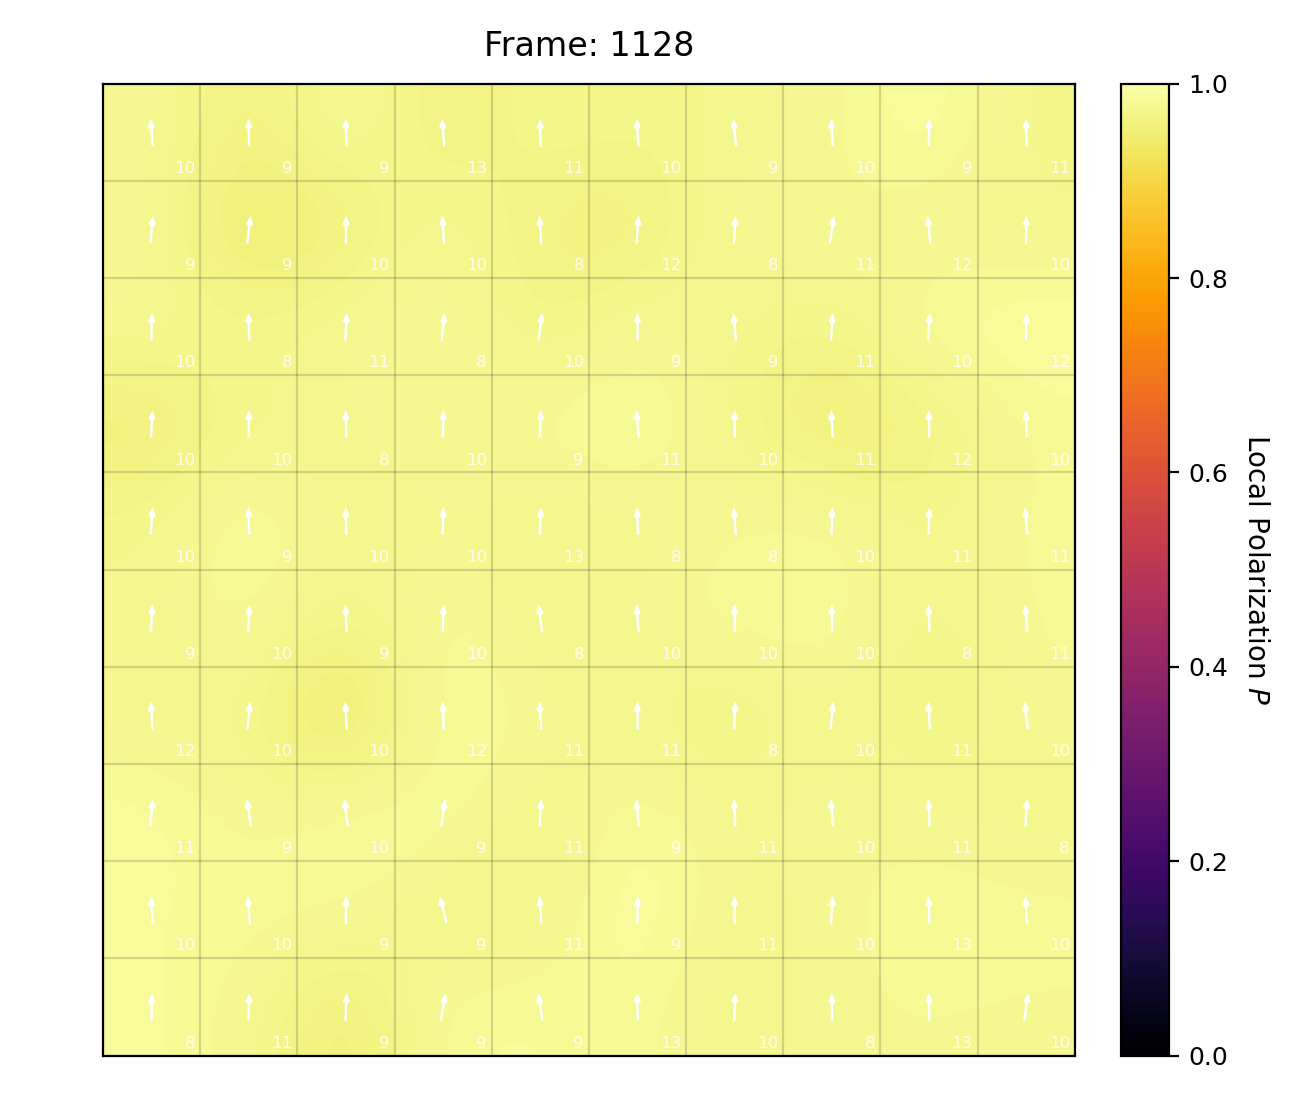 Frame: 1128
10 9 9 13 11 10 9 10 9 11
9 9 10 10 8 12 8 11 12 10
10 8 11 8 10 9 9 11 10 12
10 10 8 10 9 11 10 11 12 10
10 9 10 10 13 8 8 10 11 11
9 10 9 10 8 10 10 10 8 11
12 10 10 12 11 11 8 10 11 10
11 9 10 9 11 9 11 10 11 8
10 10 9 9 11 9 11 10 13 10
8 11 9 9 9 13 10 8 13 10
1.0
0.8
0.6
0.4
0.2
0.0
Local Polarization P